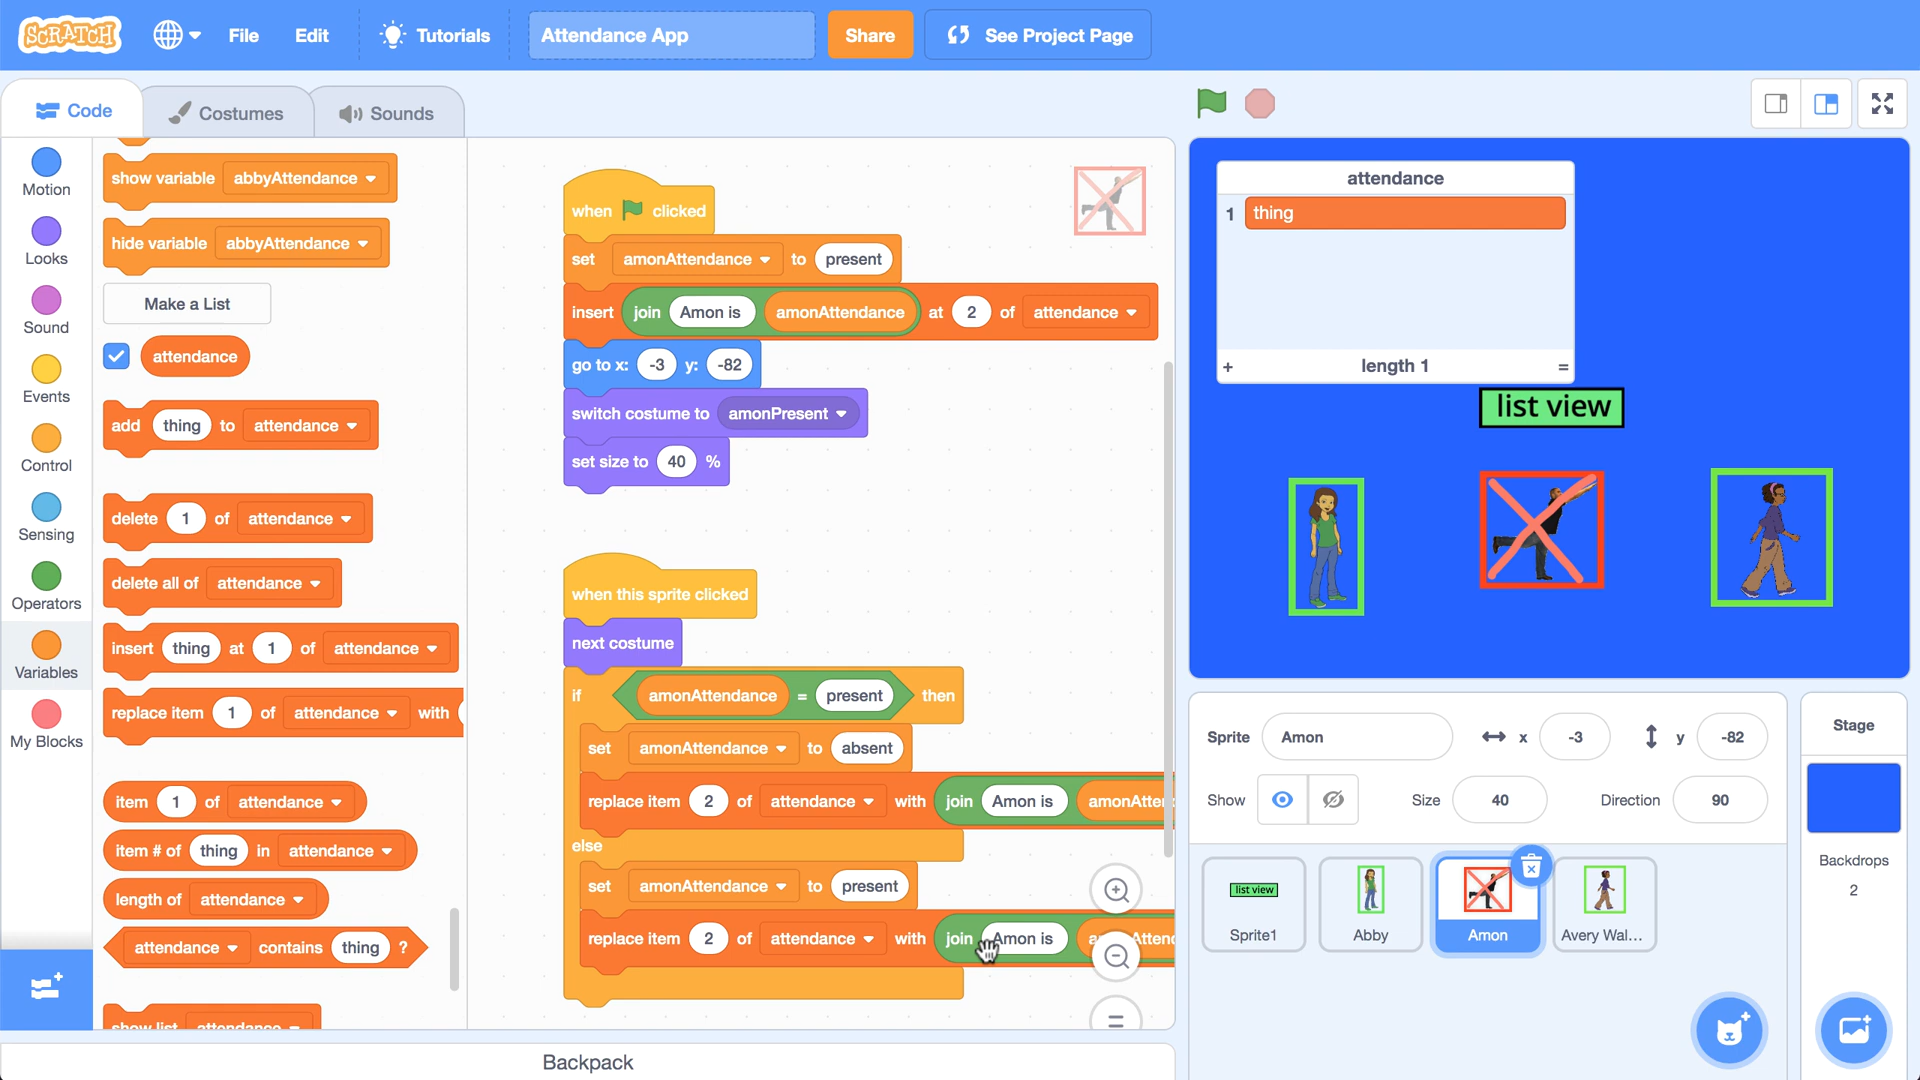 SCRATCH
File
Edit
Tutorials
Attendance App
Share
See Project Page
Code
Costumes
Sounds
Motion
Looks
Sound
Events
Control
Sensing
Operators
Variables
My Blocks
show variable abbyAttendance
hide variable abbyAttendance
Make a List
attendance
add thing to attendance
delete 1 of attendance
delete all of attendance
insert thing at 1 of attendance
replace item 1 of attendance with
item 1 of attendance
item # of thing in attendance
length of attendance
attendance contains thing ?
show list attendance
when clicked
set amonAttendance to present
insert join Amon is amonAttendance at 2 of attendance
go to x: -3 y: -82
switch costume to amonPresent
set size to 40 %
when this sprite clicked
next costume
if amonAttendance = present then
set amonAttendance to absent
replace item 2 of attendance with join Amon is amonAtten
else
set amonAttendance to present
replace item 2 of attendance with join Amon is
Backpack
attendance
1 thing
+ length 1 =
list view
Sprite Amon x -3 y -82
Show Size 40 Direction 90
list view
Sprite1
Abby
Amon
Avery Wal...
Stage
Backdrops
2